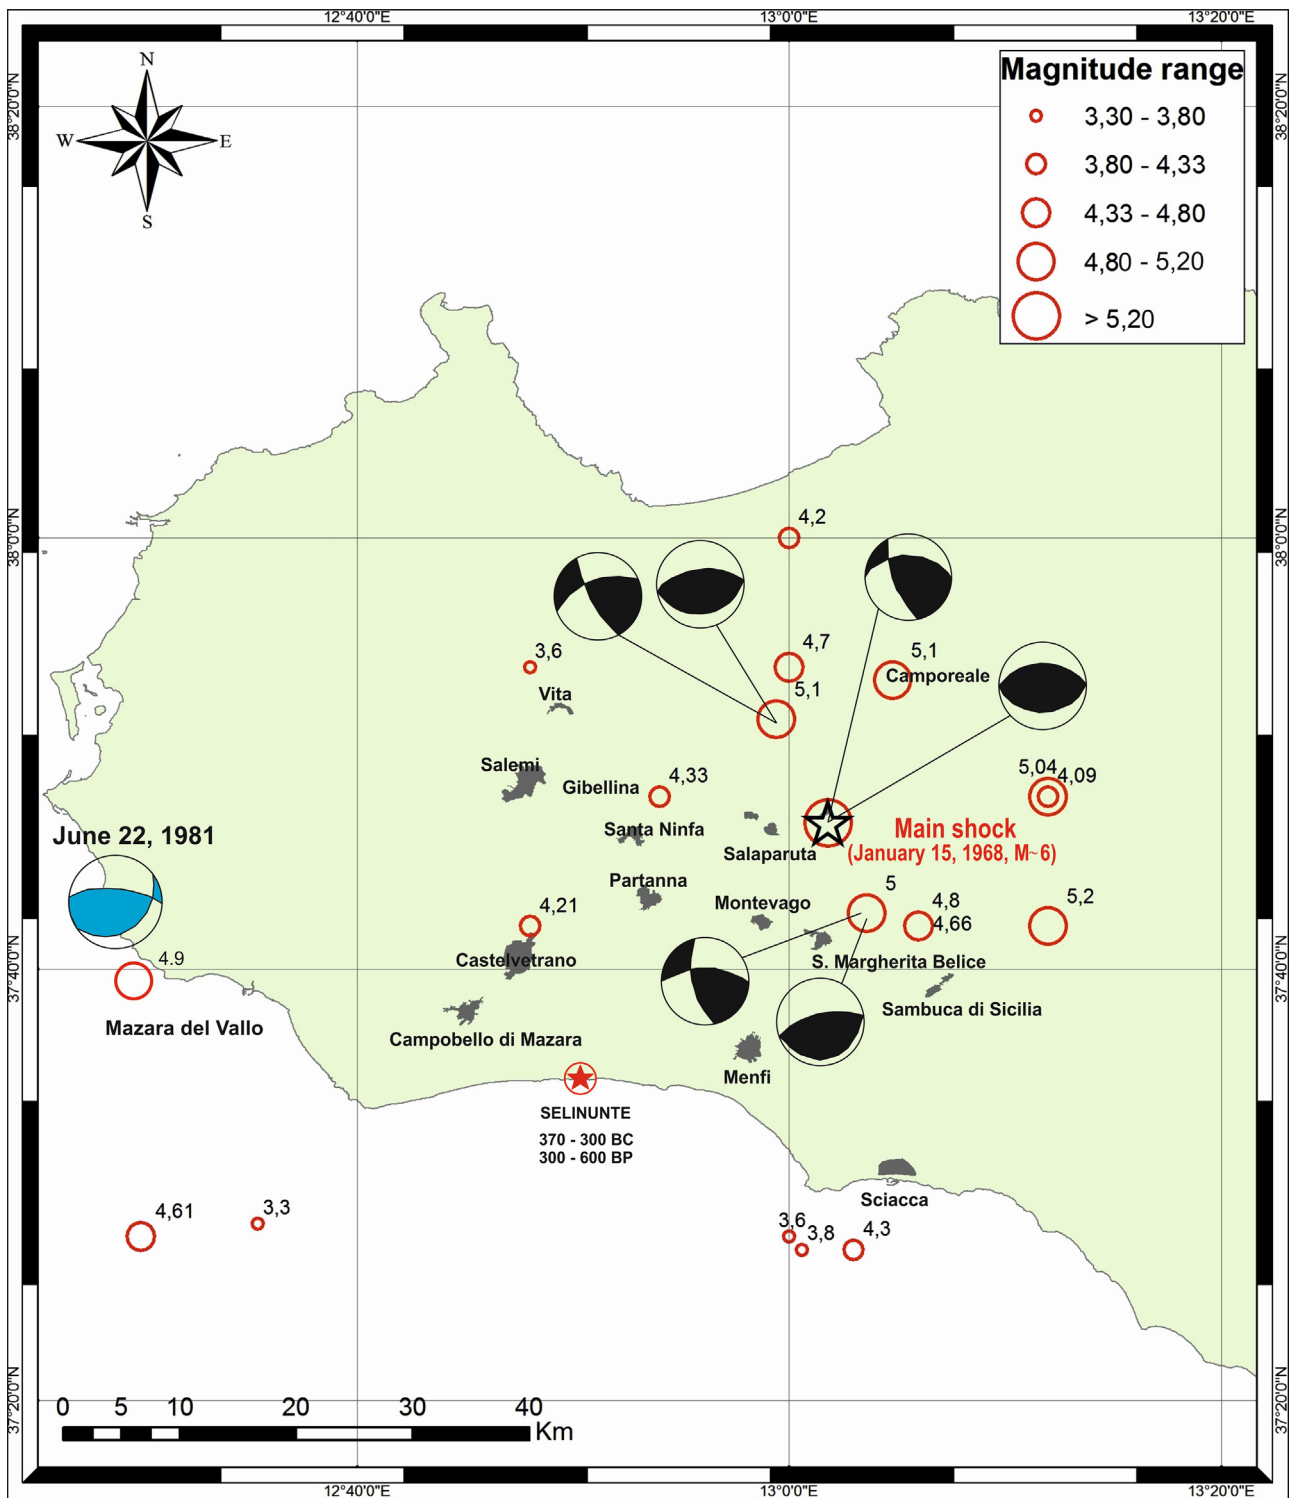 12°40'0"E
13°0'0"E
13°20'0"E
38°20'0"N
38°20'0"N
N
W
E
S
Magnitude range
3,30 - 3,80
3,80 - 4,33
4,33 - 4,80
4,80 - 5,20
> 5,20
38°0'0"N
38°0'0"N
4,2
3,6
Vita
4,7
5,1
5,1
Camporeale
Salemi
Gibellina
4,33
5,04
4,09
June 22, 1981
Santa Ninfa
Salaparuta
Main shock
(January 15, 1968, M~6)
Partanna
Montevago
5
4,8
4,66
5,2
4,21
Castelvetrano
S. Margherita Belice
4.9
37°40'0"N
37°40'0"N
Sambuca di Sicilia
Mazara del Vallo
Campobello di Mazara
Menfi
SELINUNTE
370 - 300 BC
300 - 600 BP
Sciacca
4,61
3,3
3,6
3,8
4,3
37°20'0"N
37°20'0"N
0 5 10 20 30 40
Km
12°40'0"E
13°0'0"E
13°20'0"E